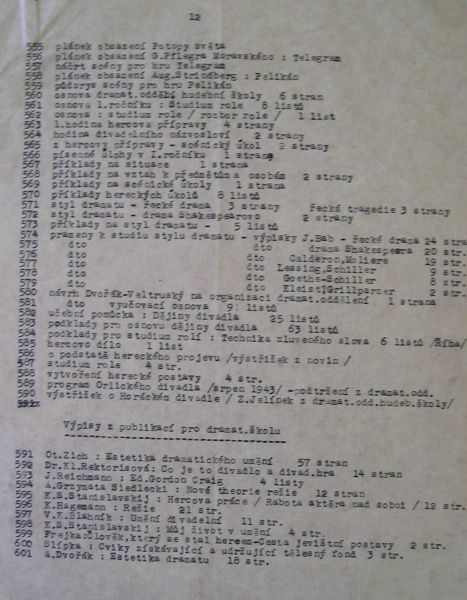 12
555 plánek obsazení Potopy světa
556 plánek obsazení G.Pflegra Moravského : Telegram
557 náčrt scény pro hru Telegram
558 plánek obsazení Aug.Strindberg : Pelikán
559 půdorys scény pro hru Pelikán
560 osnova dramat.oddělí hudební školy 6 stran
561 osnova 1.ročníku : Studium role 8 listů
562 osnova : studium role / rozbor role / 1 list
563 1.hodina hercovy přípravy 4 strany
564 hodina divadelního názvosloví 2 strany
565 z hercovy přípravy - scénický úkol 2 strany
566 písemné úlohy v I.ročníku 1 strany
567 příklady na situace 1 strana
568 příklady na vztah k předmětům a osobám 2 strany
569 příklady na scénické úkoly 1 strana
570 příklady hereckých úkolů 8 listů
571 styl dramatu - řecké drama 3 strany řecké tragédie 3 strany
572 styl dramatu - drama Shakespearovo 2 strany
573 příklady na styl dramatu - 5 listů
574 prameny k studiu stylu dramatu - výpisky J.Bab - řecké drama 24 stra
575 dto dto drama Shakespeara 20 str.
576 dto dto Calderon,Moliere 19 str.
577 dto dto Lessing,Schiller 9 str.
578 dto dto Goethe-Schiller 8 str.
579 dto dto Kleist,Grillparzer 2 str.
580 návrh Dvořák-Veltruský na organizaci dramat.oddělení 1 strana
581 dto vyučovací osnova 9 listů
582 učební pomůcka : Dějiny divadla 25 listů
583 podklady pro osnovu dějiny divadla 63 listů
584 podklady pro studium rolí : Technika mluveného slova 6 listů /Říha/
585 hercovo dílo 1 list
586 o podstatě hereckého projevu /výstřižek z novin /
587 studium role 4 str.
588 vytvoření herecké postavy 4 str.
589 program Orlického divadla /srpen 1943/ -podtržení z dramat.odd.
590 výstřižek o Horáckém divadle / Z.Jelínek z dramat.odd.hudeb.školy/
Výpisy z publikací pro dramat.školu
591 Ot.Zich : Estetika dramatického umění 57 stran
592 Dr.Kl.Rektorisová: Co je to divadlo a divad.hra 14 stran
593 J.Reichmann : Ed.Gordon Craig 4 listy
594 A.Grzymata Siedlecki : Nové theorie režie 12 stran
595 K.S.Stanislavskij : Hercova práce / Rabota aktěra nad soboi / 12 str.
596 K.Hagemann : Režie 21 str.
597 V.K.Blahník : Umění divadelní 11 str.
598 K.S.Stanislavskij : Můj život v umění 4 str.
599 Frejka:Člověk,který se stal hercem-Cesta jevištní postavy 2 str.
600 Šlípka : Cviky získávající a udržující tělesný fond 3 str.
601 A.Dvořák : Estetika dramatu 18 str.